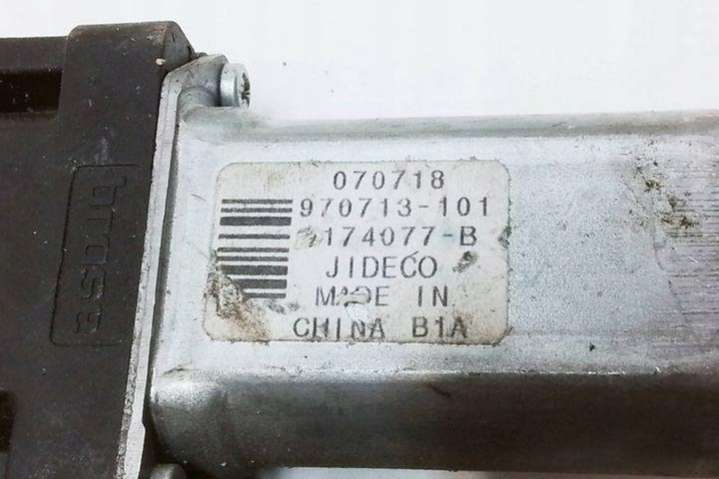 brose
070718
970713-101
174077-B
JIDECO
MADE IN
CHINA B1A